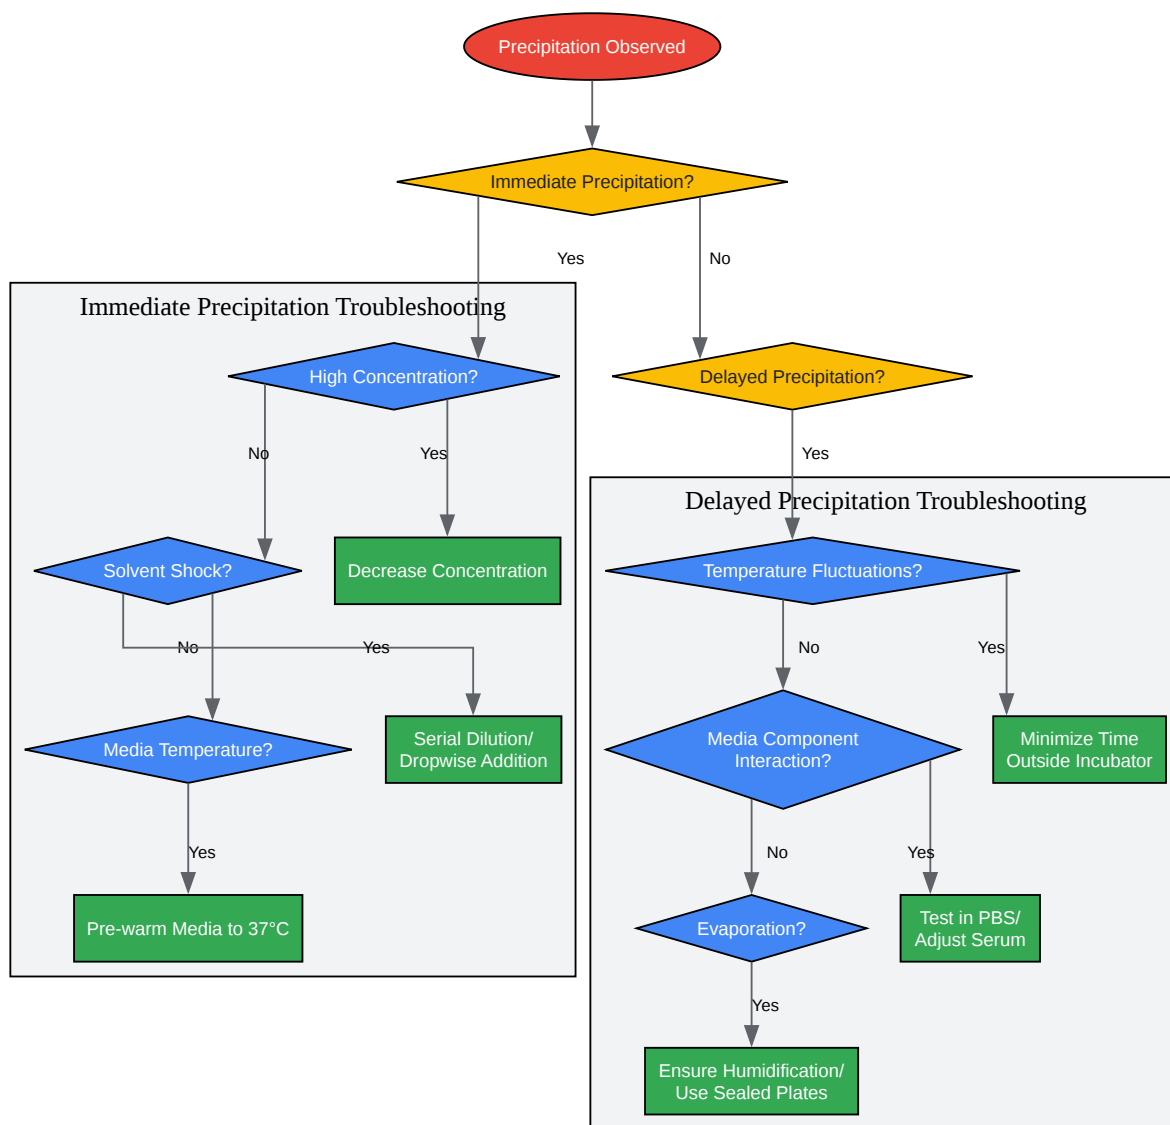 Precipitation Observed
Immediate Precipitation?
Yes
No
Immediate Precipitation Troubleshooting
High Concentration?
Delayed Precipitation?
No
Yes
Yes
Delayed Precipitation Troubleshooting
Solvent Shock?
Decrease Concentration
Temperature Fluctuations?
No
Yes
No
Yes
Media Temperature?
Serial Dilution/
Dropwise Addition
Media Component
Interaction?
Minimize Time
Outside Incubator
Yes
No
Yes
Pre-warm Media to 37°C
Evaporation?
Test in PBS/
Adjust Serum
Yes
Ensure Humidification/
Use Sealed Plates